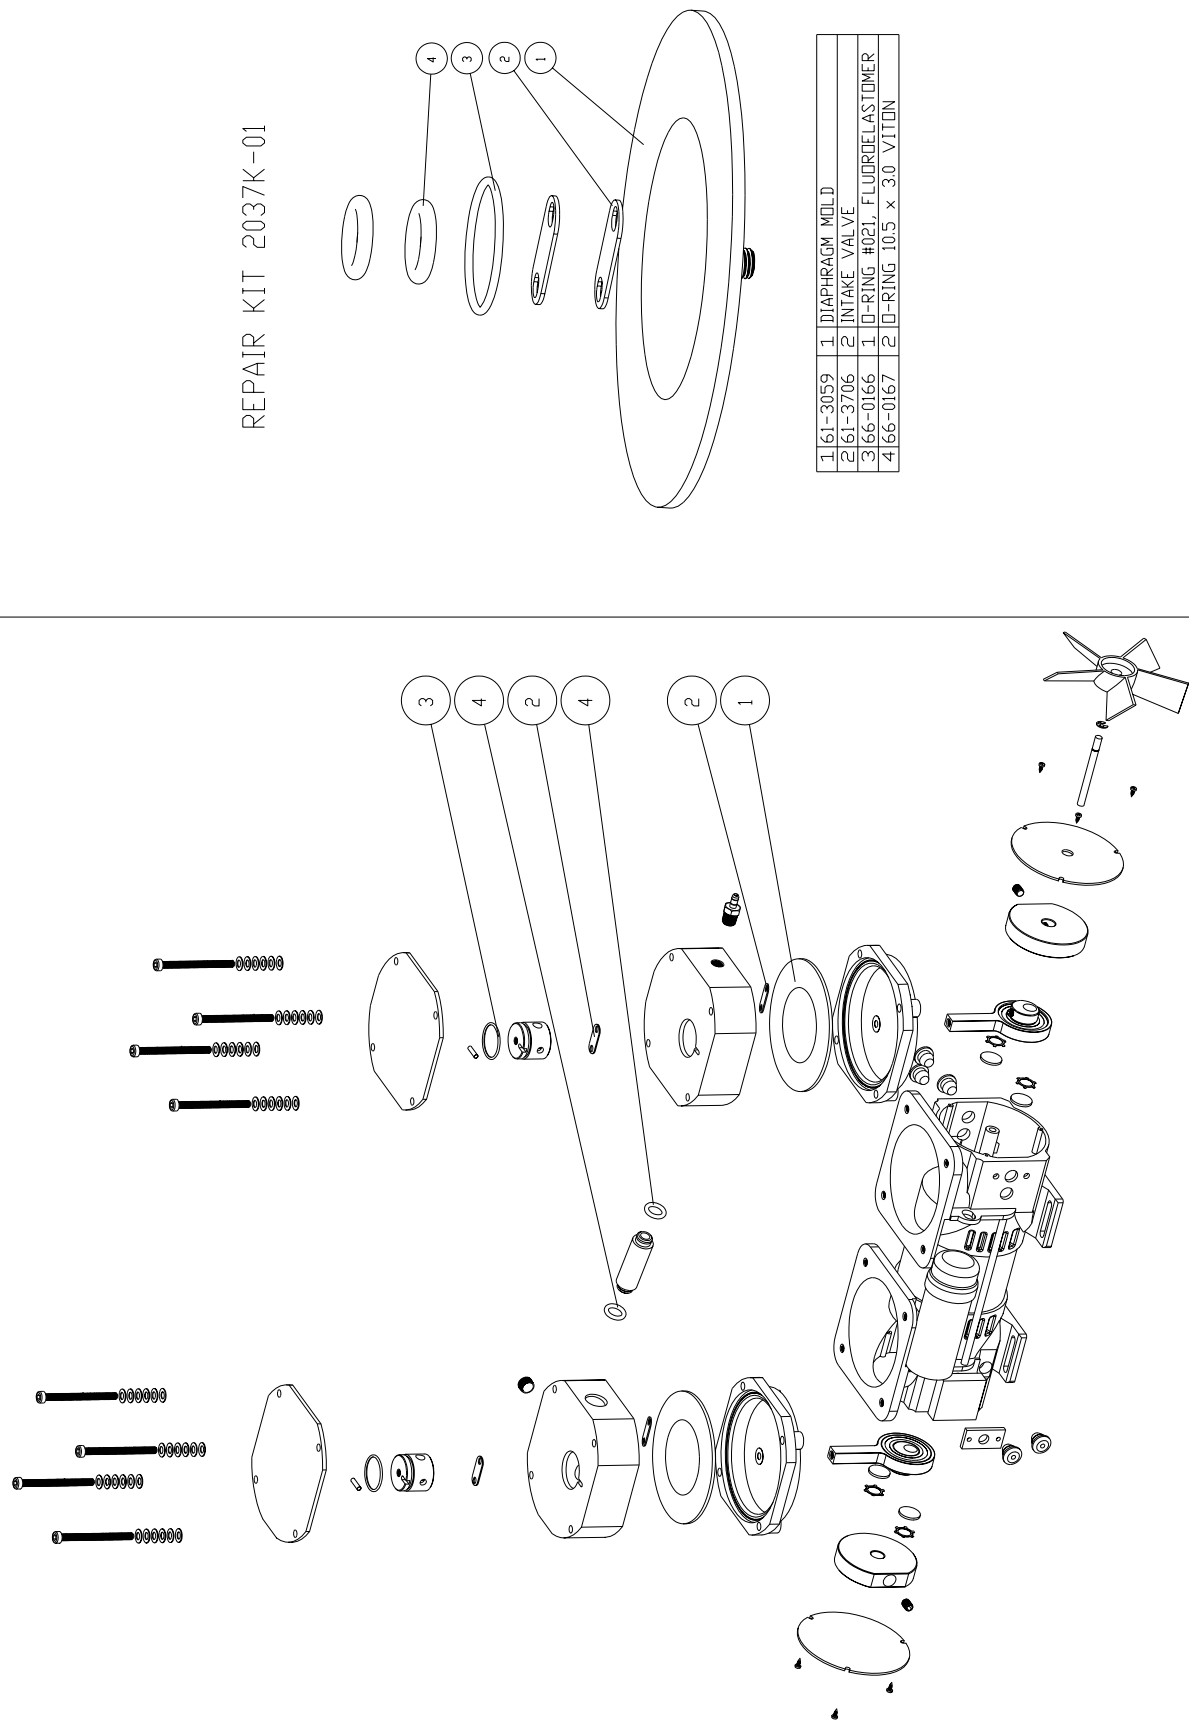 REPAIR KIT 2037K-01
4
3
2
1
1 61-3059 1 DIAPHRAGM MOLD
2 61-3706 2 INTAKE VALVE
3 66-0166 1 O-RING #021, FLUOROELASTOMER
4 66-0167 2 O-RING 10.5 x 3.0 VITON
3
4
2
4
2
1